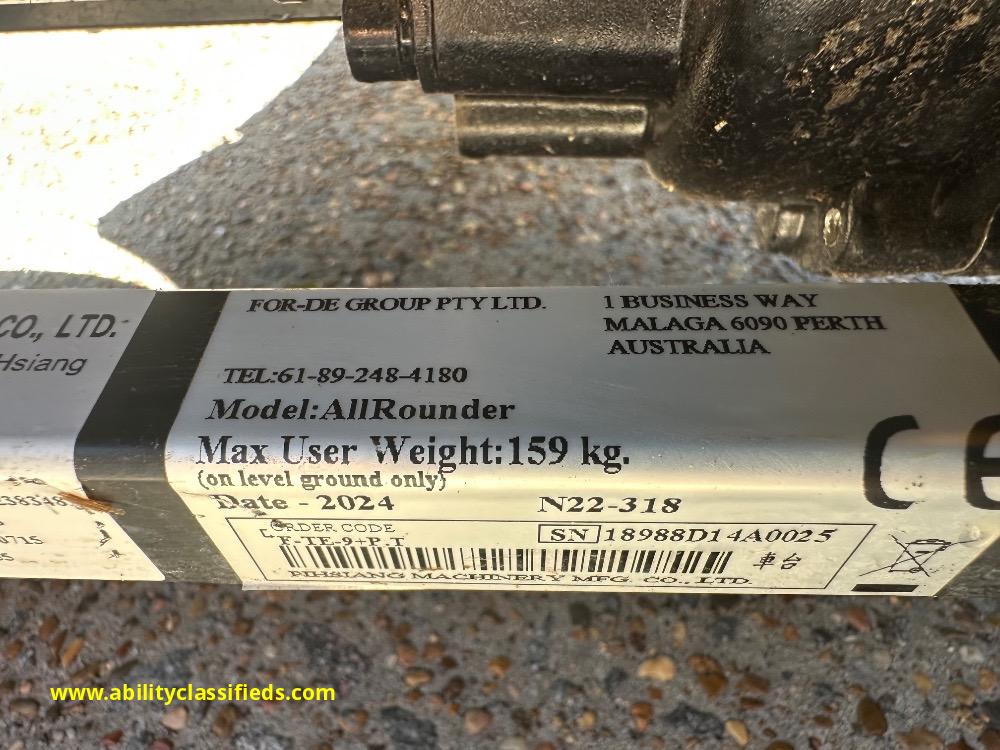 CO., LTD.
Hsiang
FOR-DE GROUP PTY LTD.
1 BUSINESS WAY
MALAGA 6090 PERTH
AUSTRALIA
TEL:61-89-248-4180
Model:AllRounder
Max User Weight:159 kg.
(on level ground only)
Date - 2024
N22-318
CE
ORDER CODE
F-TE-9+P.T
SN 18988D14A0025
車台
PIHSIANG MACHINERY MFG. CO., LTD.
www.abilityclassifieds.com